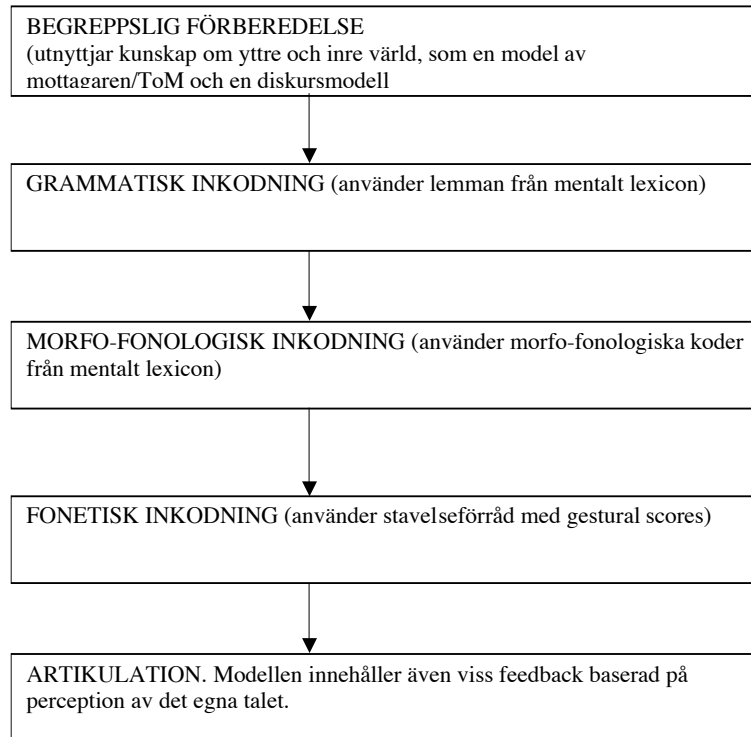 BEGREPPSLIG FÖRBEREDELSE
(utnyttjar kunskap om yttre och inre värld, som en model av
mottagaren/ToM och en diskursmodell
GRAMMATISK INKODNING (använder lemman från mentalt lexicon)
MORFO-FONOLOGISK INKODNING (använder morfo-fonologiska koder
från mentalt lexicon)
FONETISK INKODNING (använder stavelseförråd med gestural scores)
ARTIKULATION. Modellen innehåller även viss feedback baserad på
perception av det egna talet.